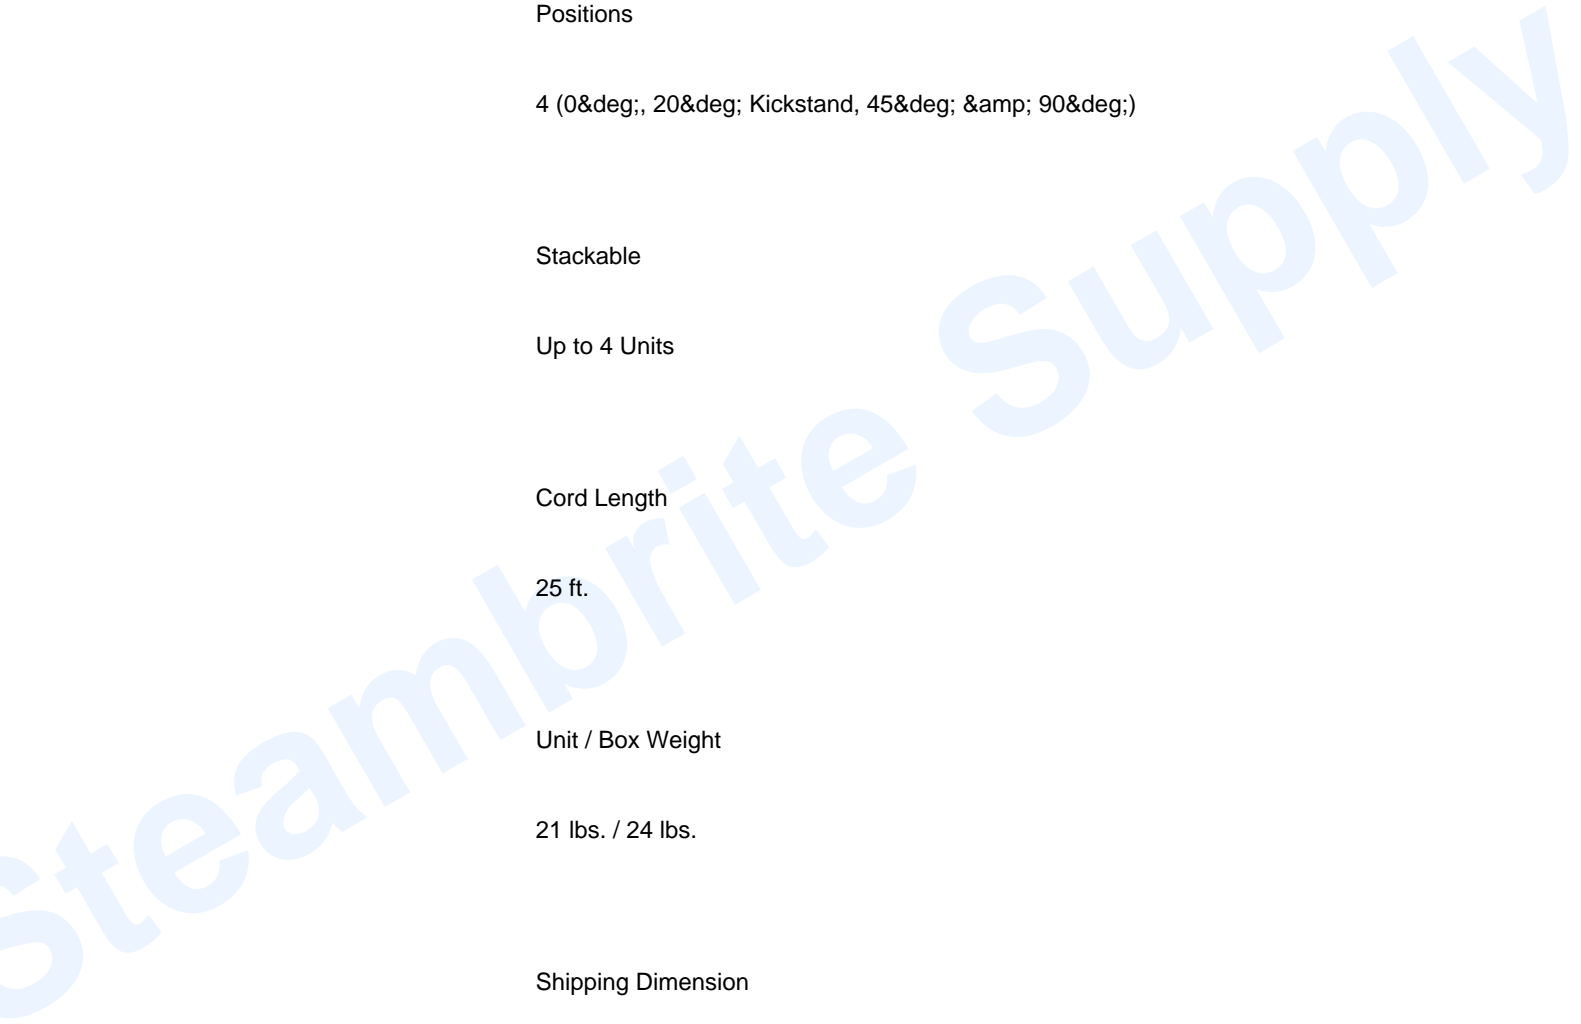 Positions
4 (0&deg;, 20&deg; Kickstand, 45&deg; &amp; 90&deg;)
Stackable
Up to 4 Units
Cord Length
25 ft.
Unit / Box Weight
21 lbs. / 24 lbs.
Shipping Dimension
Steambrite Supply